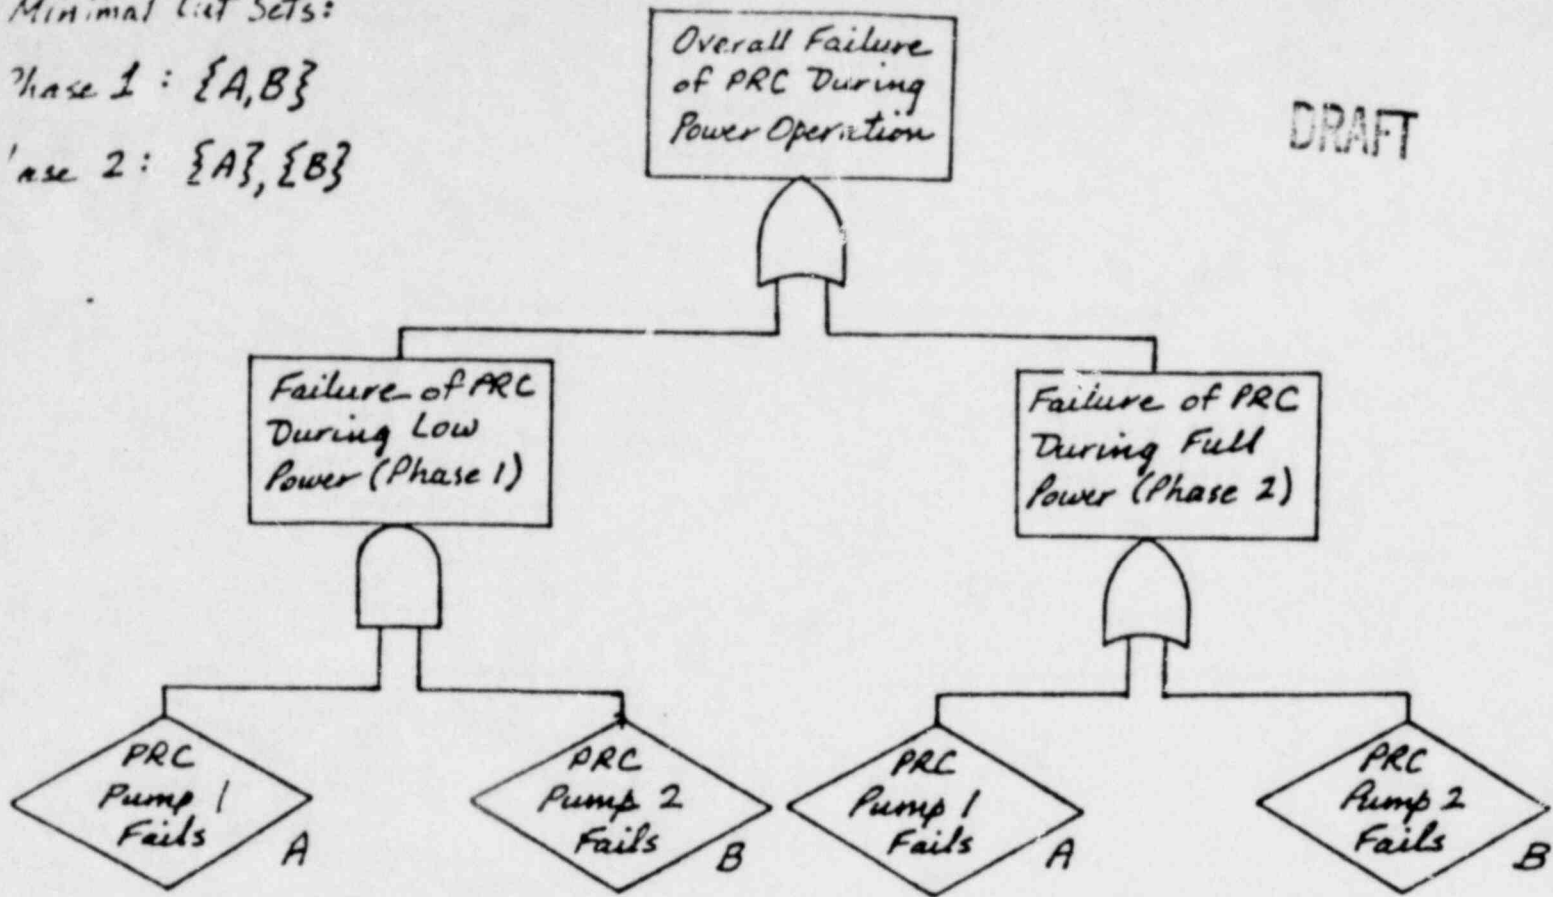 Minimal Cut Sets:
Phase 1 : {A,B}
ase 2 : {A}, {B}
DRAFT
Overall Failure
of PRC During
Power Operation
Failure of PRC
During Low
Power (Phase 1)
Failure of PRC
During Full
Power (Phase 2)
PRC
Pump 1
Fails
A
PRC
Pump 2
Fails
B
PRC
Pump 1
Fails
A
PRC
Pump 2
Fails
B